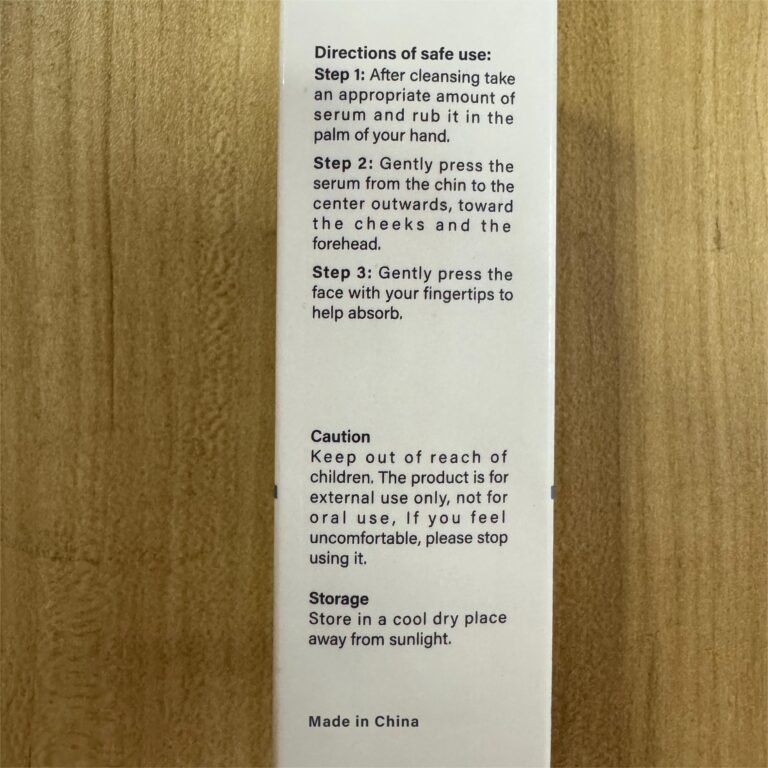 Directions of safe use:
Step 1: After cleansing take
an appropriate amount of
serum and rub it in the
palm of your hand.
Step 2: Gently press the
serum from the chin to the
center outwards, toward
the cheeks and the
forehead.
Step 3: Gently press the
face with your fingertips to
help absorb.
Caution
Keep out of reach of
children. The product is for
external use only, not for
oral use, If you feel
uncomfortable, please stop
using it.
Storage
Store in a cool dry place
away from sunlight.
Made in China